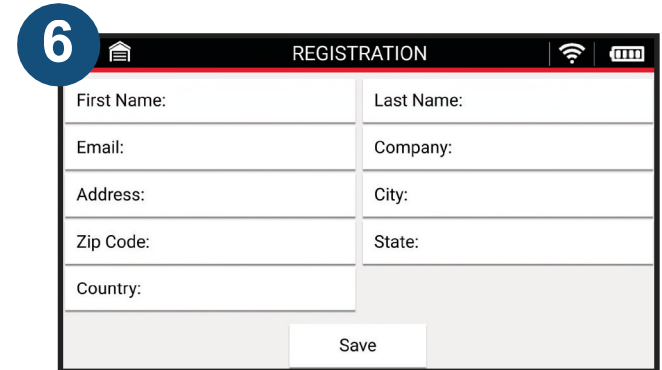 6
REGISTRATION
First Name: Last Name:
Email: Company:
Address: City:
Zip Code: State:
Country:
Save